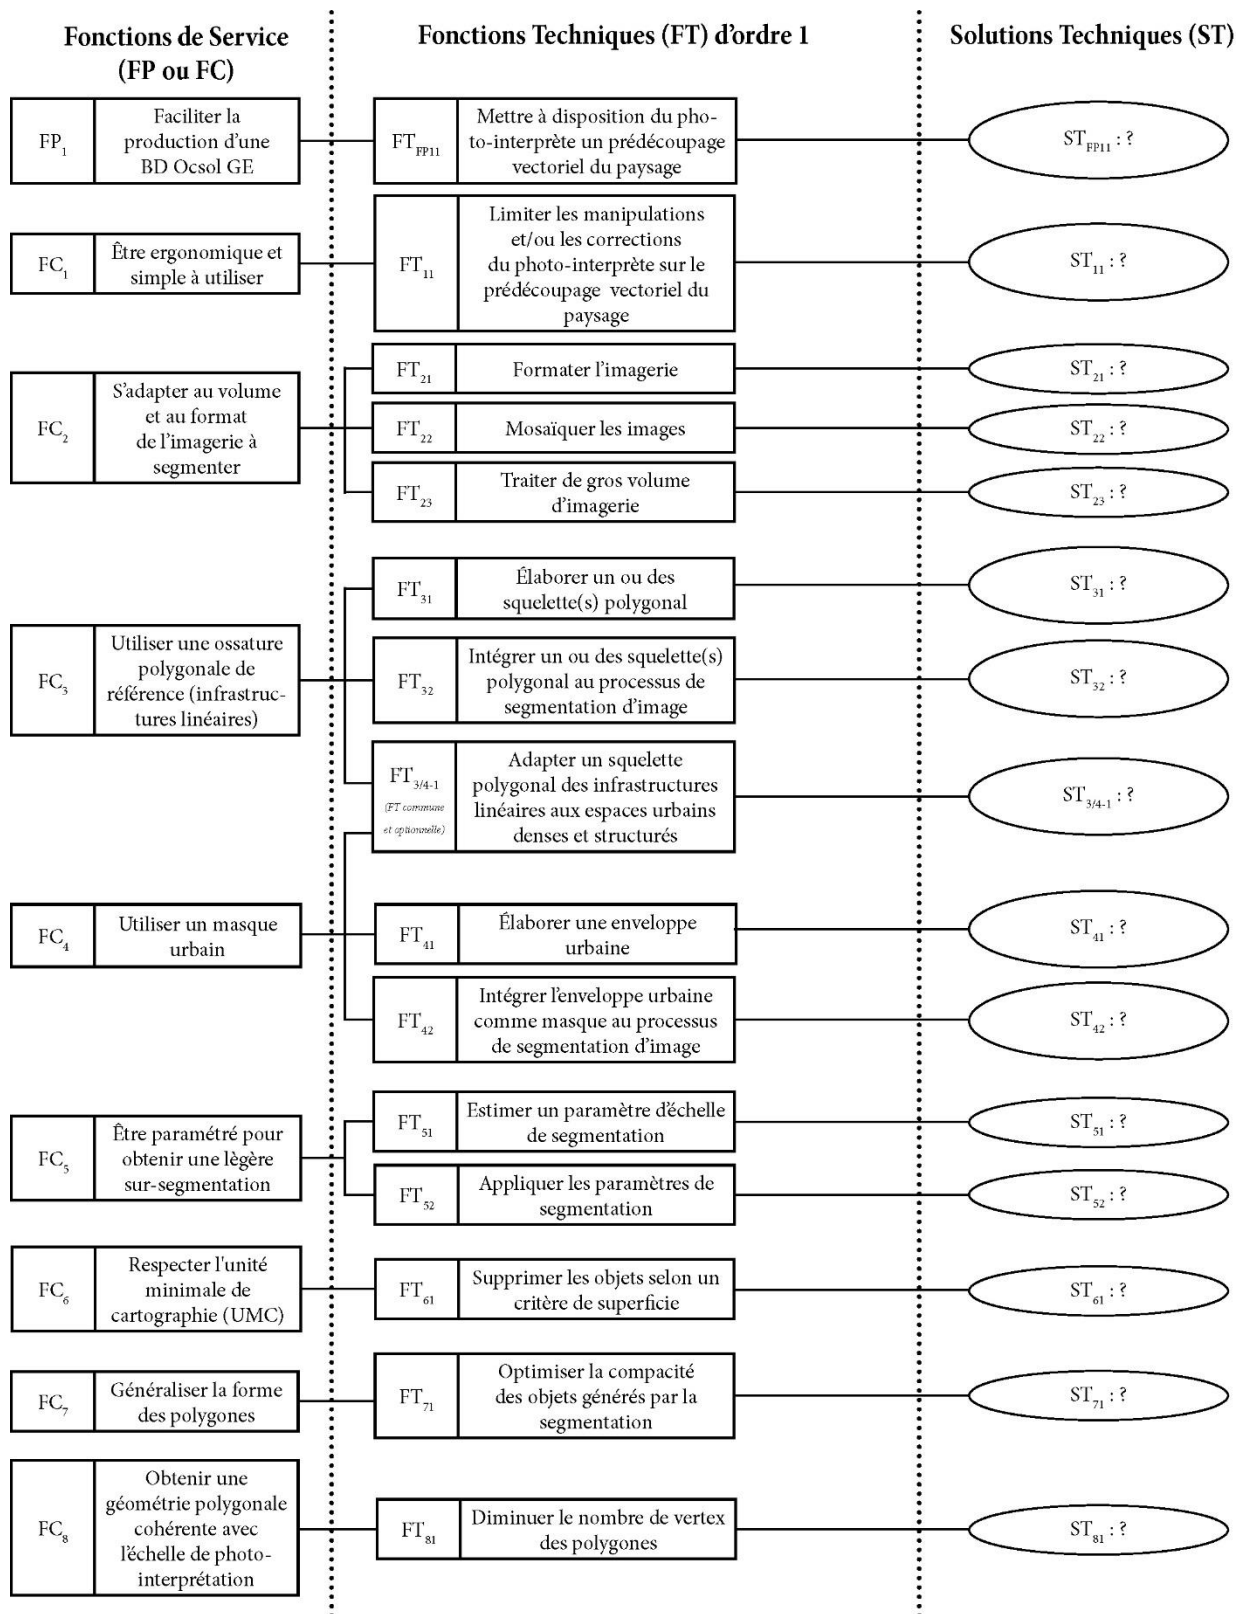 Fonctions de Service
(FP ou FC)
Fonctions Techniques (FT) d'ordre 1
Solutions Techniques (ST)
FP1
Faciliter la
production d'une
BD Ocsol GE
FTFP11
Mettre à disposition du pho-
to-interprète un prédécoupage
vectoriel du paysage
STFP11 : ?
FC1
Être ergonomique et
simple à utiliser
FT11
Limiter les manipulations
et/ou les corrections
du photo-interprète sur le
prédécoupage vectoriel du
paysage
ST11 : ?
FC2
S'adapter au volume
et au format
de l'imagerie à
segmenter
FT21
Formater l'imagerie
ST21 : ?
FT22
Mosaïquer les images
ST22 : ?
FT23
Traiter de gros volume
d'imagerie
ST23 : ?
FC3
Utiliser une ossature
polygonale de
référence (infrastruc-
tures linéaires)
FT31
Élaborer un ou des
squelette(s) polygonal
ST31 : ?
FT32
Intégrer un ou des squelette(s)
polygonal au processus de
segmentation d'image
ST32 : ?
FT3/4-1
(FT commune
et optionnelle)
Adapter un squelette
polygonal des infrastructures
linéaires aux espaces urbains
denses et structurés
ST3/4-1 : ?
FC4
Utiliser un masque
urbain
FT41
Élaborer une enveloppe
urbaine
ST41 : ?
FT42
Intégrer l'enveloppe urbaine
comme masque au processus
de segmentation d'image
ST42 : ?
FC5
Être paramétré pour
obtenir une lègère
sur-segmentation
FT51
Estimer un paramètre d'échelle
de segmentation
ST51 : ?
FT52
Appliquer les paramètres de
segmentation
ST52 : ?
FC6
Respecter l'unité
minimale de
cartographie (UMC)
FT61
Supprimer les objets selon un
critère de superficie
ST61 : ?
FC7
Généraliser la forme
des polygones
FT71
Optimiser la compacité
des objets générés par la
segmentation
ST71 : ?
FC8
Obtenir une
géométrie polygonale
cohérente avec
l'échelle de photo-
interprétation
FT81
Diminuer le nombre de vertex
des polygones
ST81 : ?